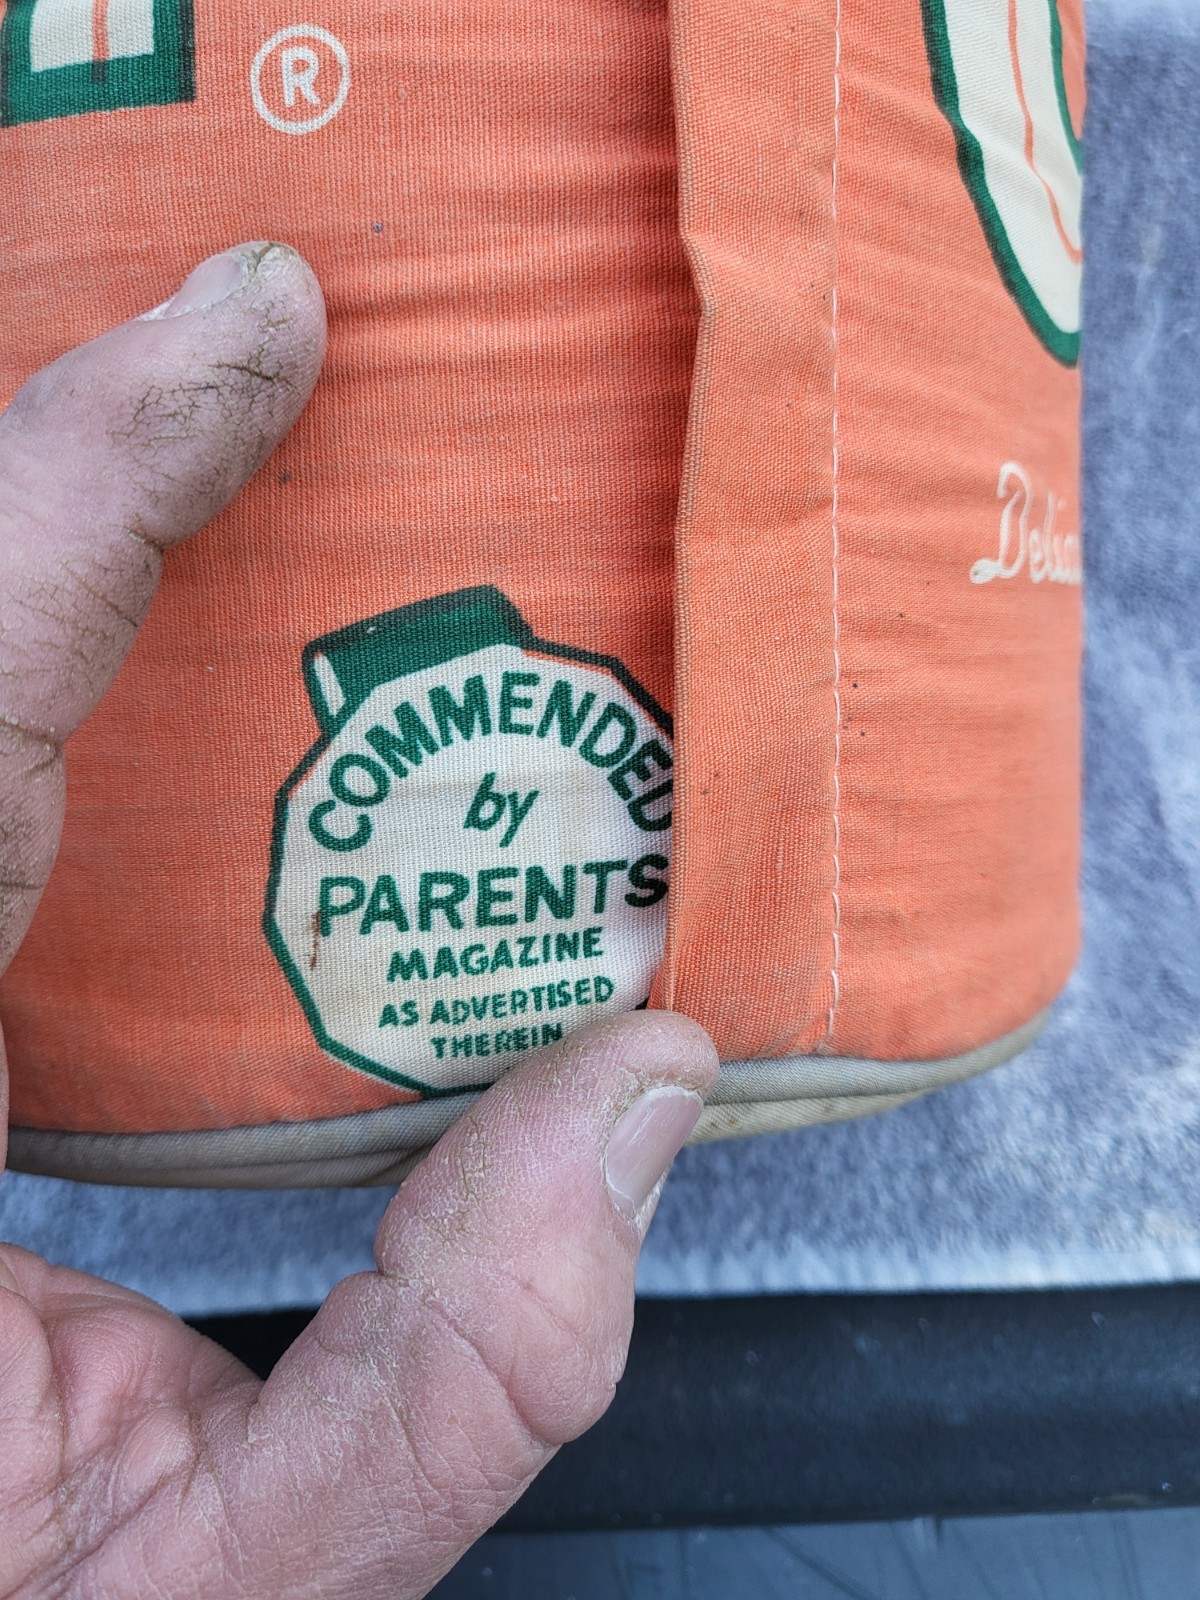 ®
COMMENDED
by
PARENTS
MAGAZINE
AS ADVERTISED
THEREIN